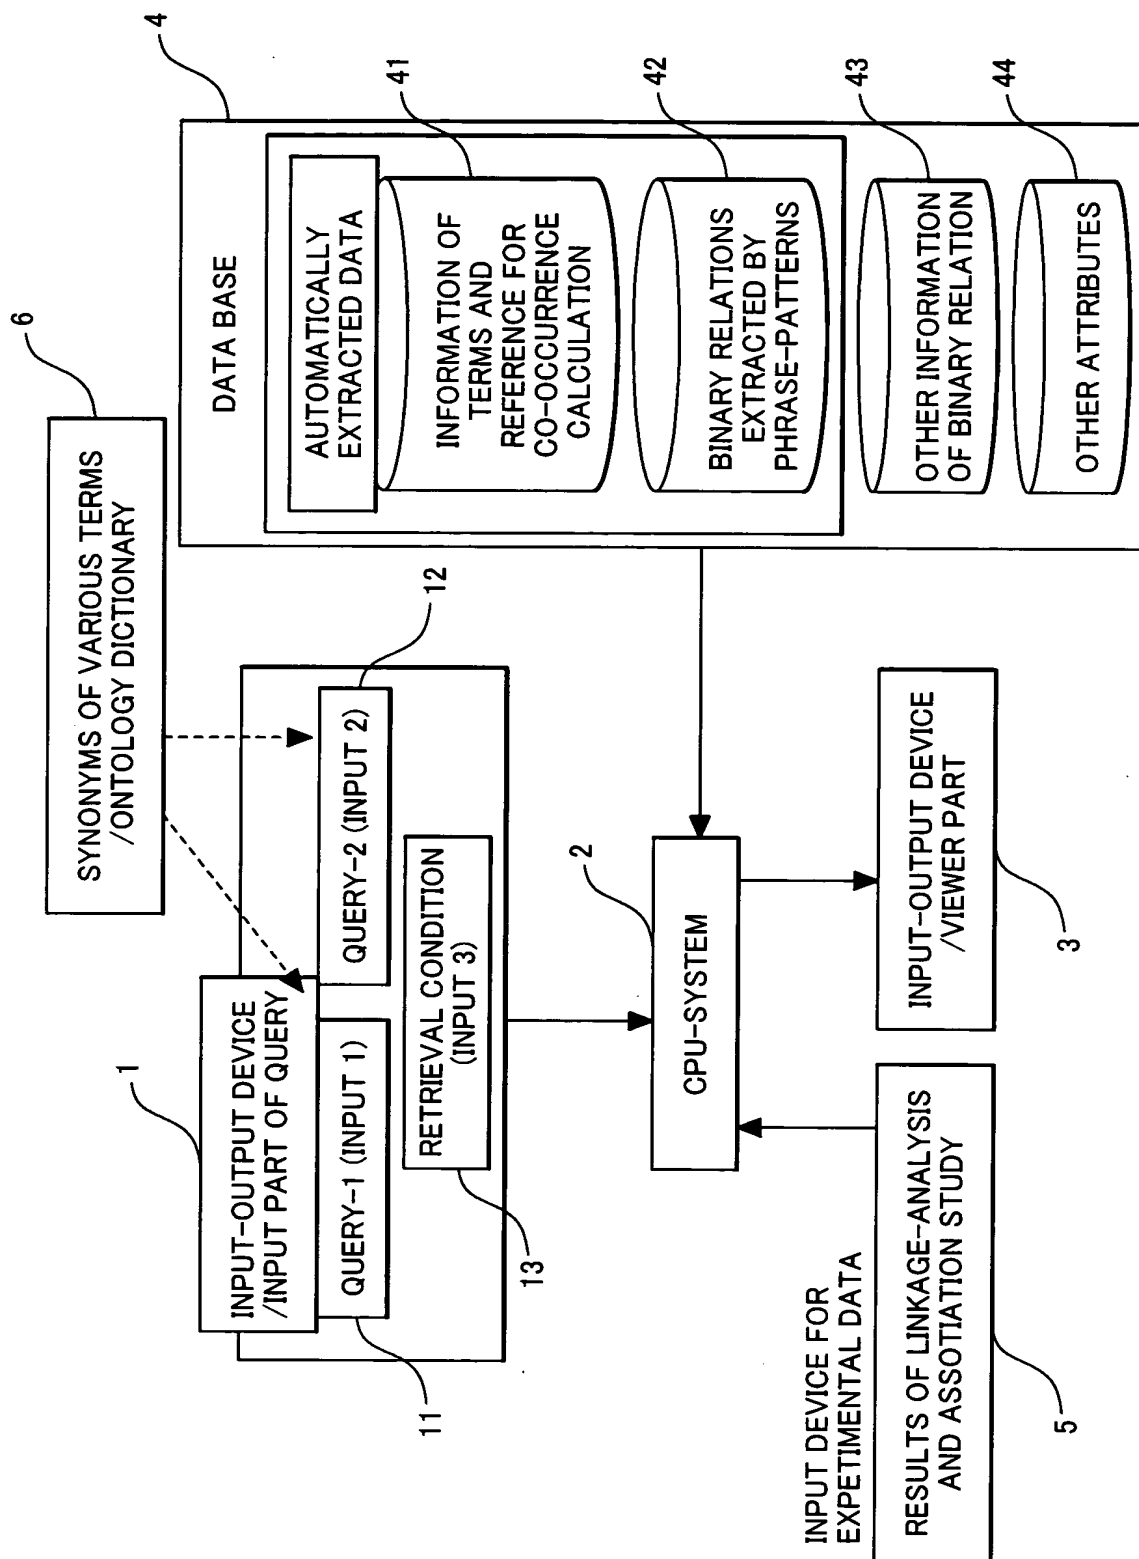 6
SYNONYMS OF VARIOUS TERMS
/ONTOLOGY DICTIONARY
1
INPUT-OUTPUT DEVICE
/INPUT PART OF QUERY
11
QUERY-1 (INPUT 1)
12
QUERY-2 (INPUT 2)
13
RETRIEVAL CONDITION
(INPUT 3)
4
DATA BASE
AUTOMATICALLY
EXTRACTED DATA
41
INFORMATION OF
TERMS AND
REFERENCE FOR
CO-OCCURRENCE
CALCULATION
42
BINARY RELATIONS
EXTRACTED BY
PHRASE-PATTERNS
43
OTHER INFORMATION
OF BINARY RELATION
44
OTHER ATTRIBUTES
2
CPU-SYSTEM
INPUT DEVICE FOR
EXPETIMENTAL DATA
RESULTS OF LINKAGE-ANALYSIS
AND ASSOTIATION STUDY
5
INPUT-OUTPUT DEVICE
/VIEWER PART
3